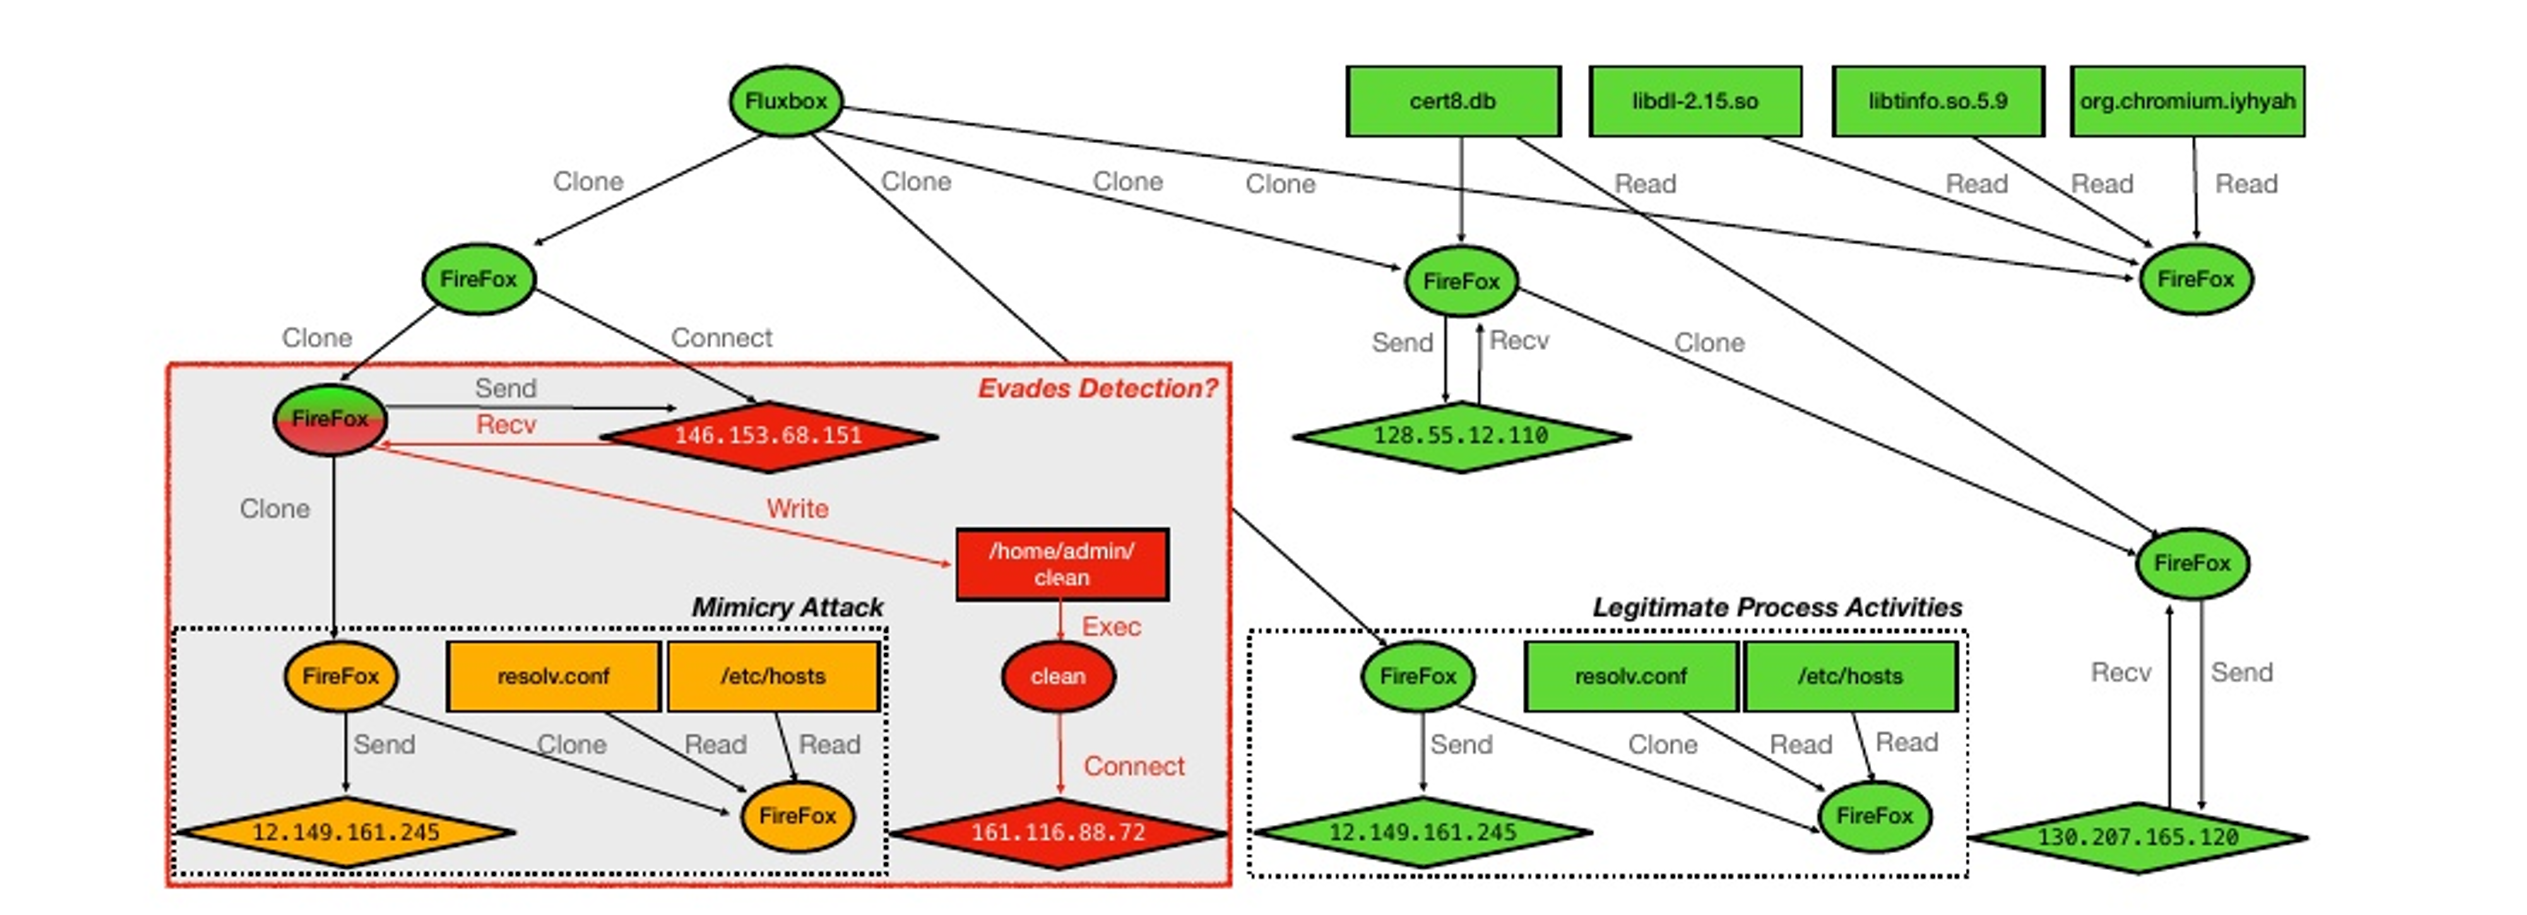 Fluxbox
cert8.db
libdl-2.15.so
libtinfo.so.5.9
org.chromium.iyhyah
Clone
Clone
Clone
Clone
Read
Read
Read
Read
FireFox
FireFox
FireFox
Clone
Connect
Send
Recv
Clone
Evades Detection?
Send
FireFox
Recv
146.153.68.151
128.55.12.110
Clone
Write
/home/admin/
clean
FireFox
Mimicry Attack
Legitimate Process Activities
Exec
FireFox
resolv.conf
/etc/hosts
clean
FireFox
resolv.conf
/etc/hosts
Recv
Send
Send
Clone
Read
Read
Connect
Send
Clone
Read
Read
FireFox
FireFox
12.149.161.245
161.116.88.72
12.149.161.245
130.207.165.120